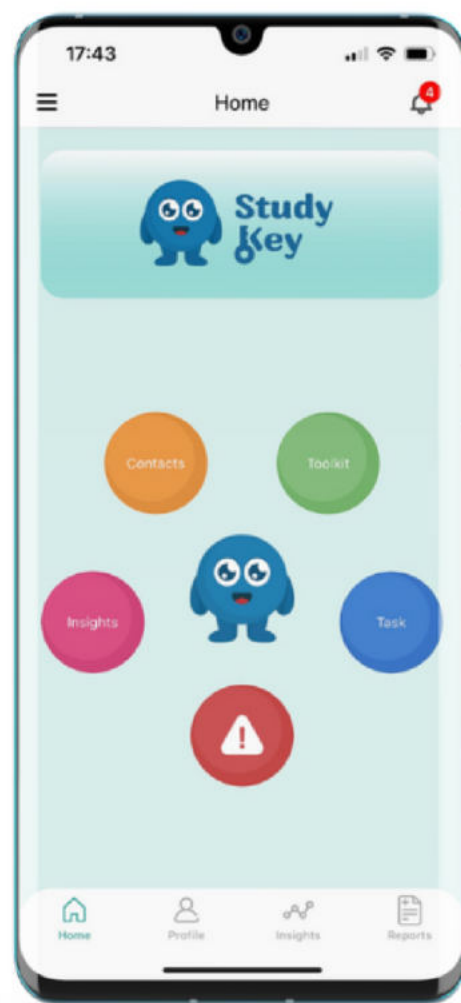 17:43
Home
4
Study
Key
Contacts
Toolkit
Insights
Task
!
Home
Profile
Insights
Reports